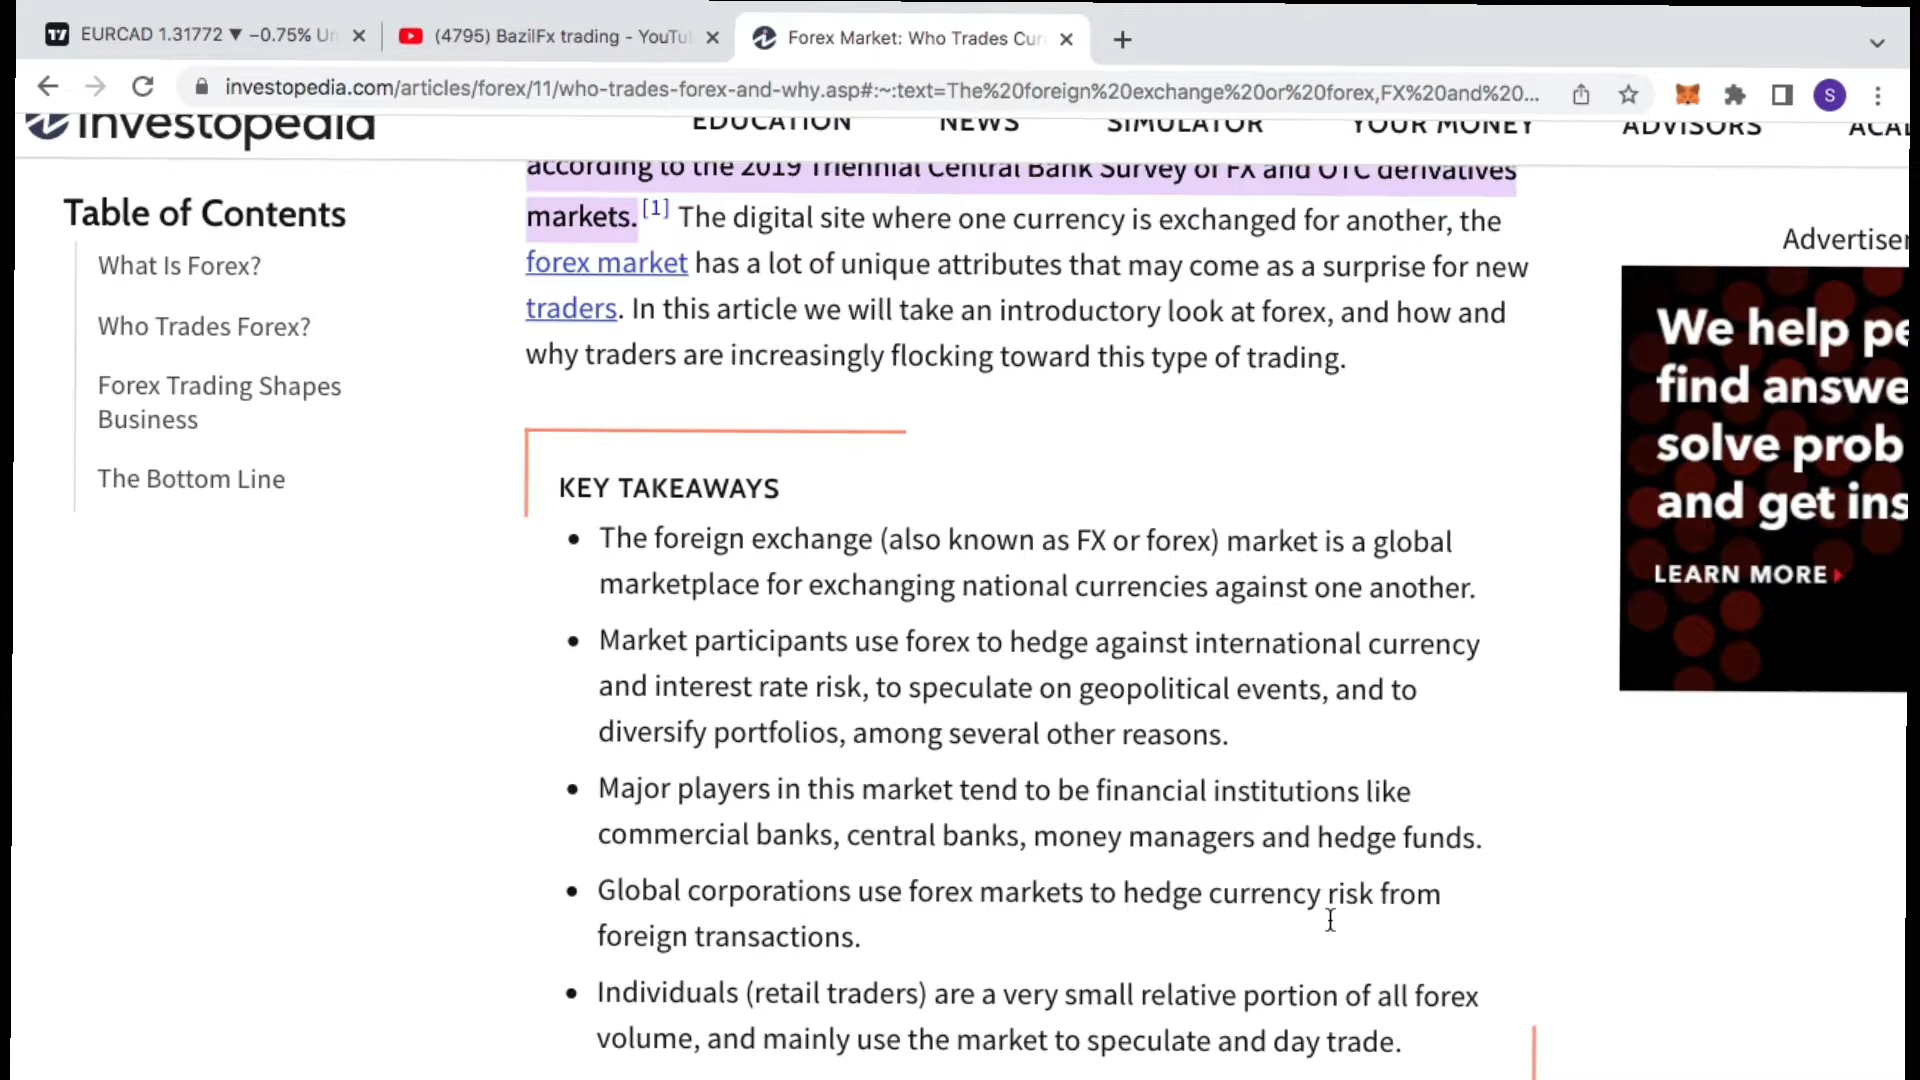 EURCAD 1.31772 ▼ −0.75% Un
(4795) BazilFx trading - YouTu
Forex Market: Who Trades Cur
investopedia.com/articles/forex/11/who-trades-forex-and-why.asp#:~:text=The%20foreign%20exchange%20or%20forex,FX%20and%20...
S
Investopedia
EDUCATION
NEWS
SIMULATOR
YOUR MONEY
ADVISORS
ACA
Table of Contents
What Is Forex?
Who Trades Forex?
Forex Trading Shapes
Business
The Bottom Line
according to the 2019 Triennial Central Bank Survey of FX and OTC derivatives
markets. [1] The digital site where one currency is exchanged for another, the
forex market has a lot of unique attributes that may come as a surprise for new
traders. In this article we will take an introductory look at forex, and how and
why traders are increasingly flocking toward this type of trading.
KEY TAKEAWAYS
• The foreign exchange (also known as FX or forex) market is a global
marketplace for exchanging national currencies against one another.
• Market participants use forex to hedge against international currency
and interest rate risk, to speculate on geopolitical events, and to
diversify portfolios, among several other reasons.
• Major players in this market tend to be financial institutions like
commercial banks, central banks, money managers and hedge funds.
• Global corporations use forex markets to hedge currency risk from
foreign transactions.
• Individuals (retail traders) are a very small relative portion of all forex
volume, and mainly use the market to speculate and day trade.
Advertise
We help pe
find answe
solve prob
and get ins
LEARN MORE